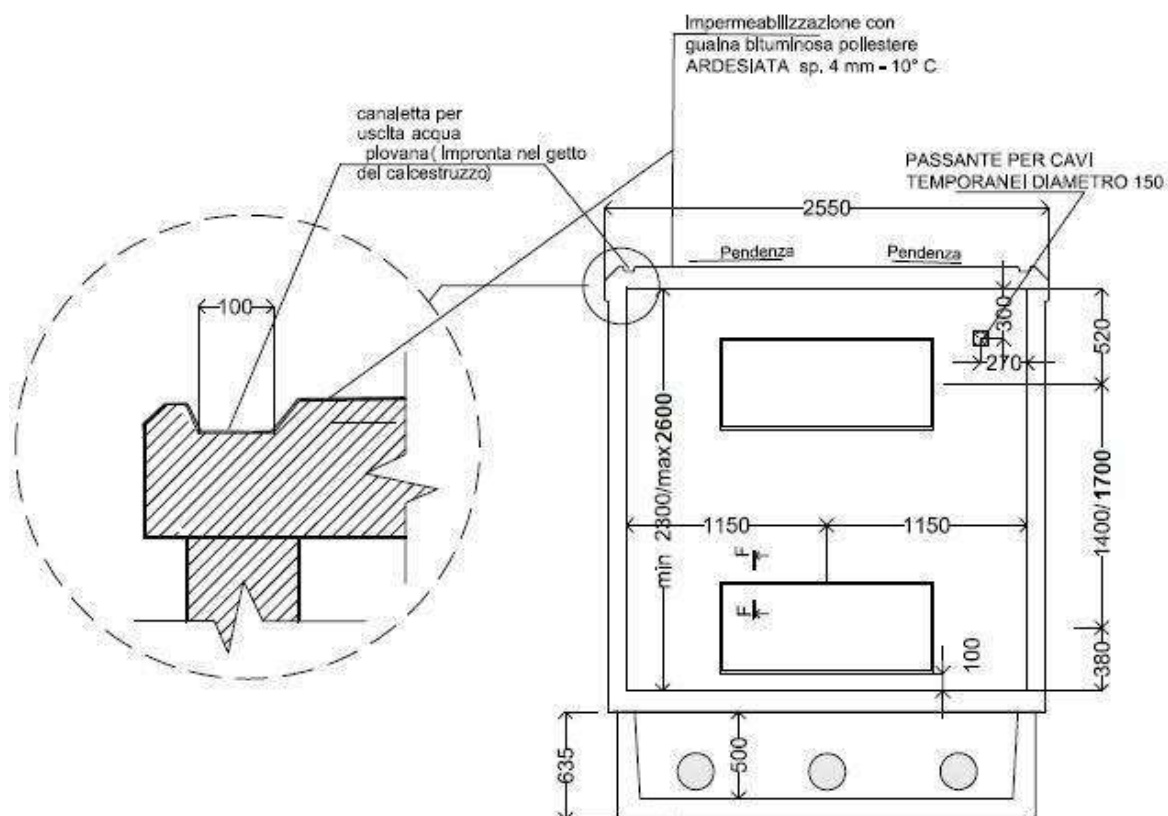 Impermeabilizzazione con
guaina bituminosa poliestere
ARDESIATA sp. 4 mm - 10° C
canaletta per
uscita acqua
piovana( Impronta nel getto
del calcestruzzo)
PASSANTE PER CAVI
TEMPORANEI DIAMETRO 150
2550
Pendenza
Pendenza
100
300
270
520
min 2300/max2600
1400/1700
1150
1150
F
F
100
380
635
500